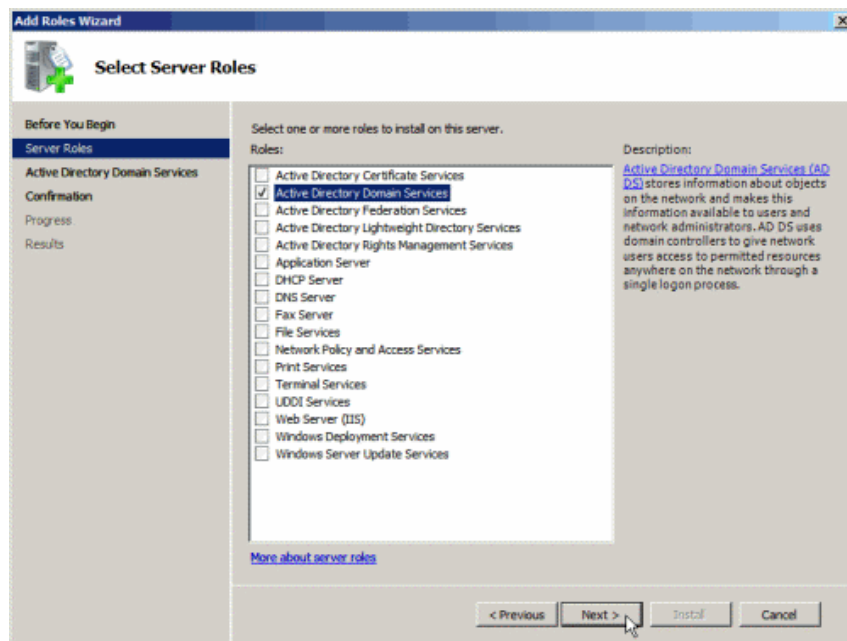 Add Roles Wizard
Select Server Roles
Before You Begin
Server Roles
Active Directory Domain Services
Confirmation
Progress
Results
Select one or more roles to install on this server.
Roles:
Active Directory Certificate Services
Active Directory Domain Services
Active Directory Federation Services
Active Directory Lightweight Directory Services
Active Directory Rights Management Services
Application Server
DHCP Server
DNS Server
Fax Server
File Services
Network Policy and Access Services
Print Services
Terminal Services
UDDI Services
Web Server (IIS)
Windows Deployment Services
Windows Server Update Services
More about server roles
Description:
Active Directory Domain Services (AD
DS) stores information about objects
on the network and makes this
information available to users and
network administrators. AD DS uses
domain controllers to give network
users access to permitted resources
anywhere on the network through a
single logon process.
< Previous
Next >
Install
Cancel